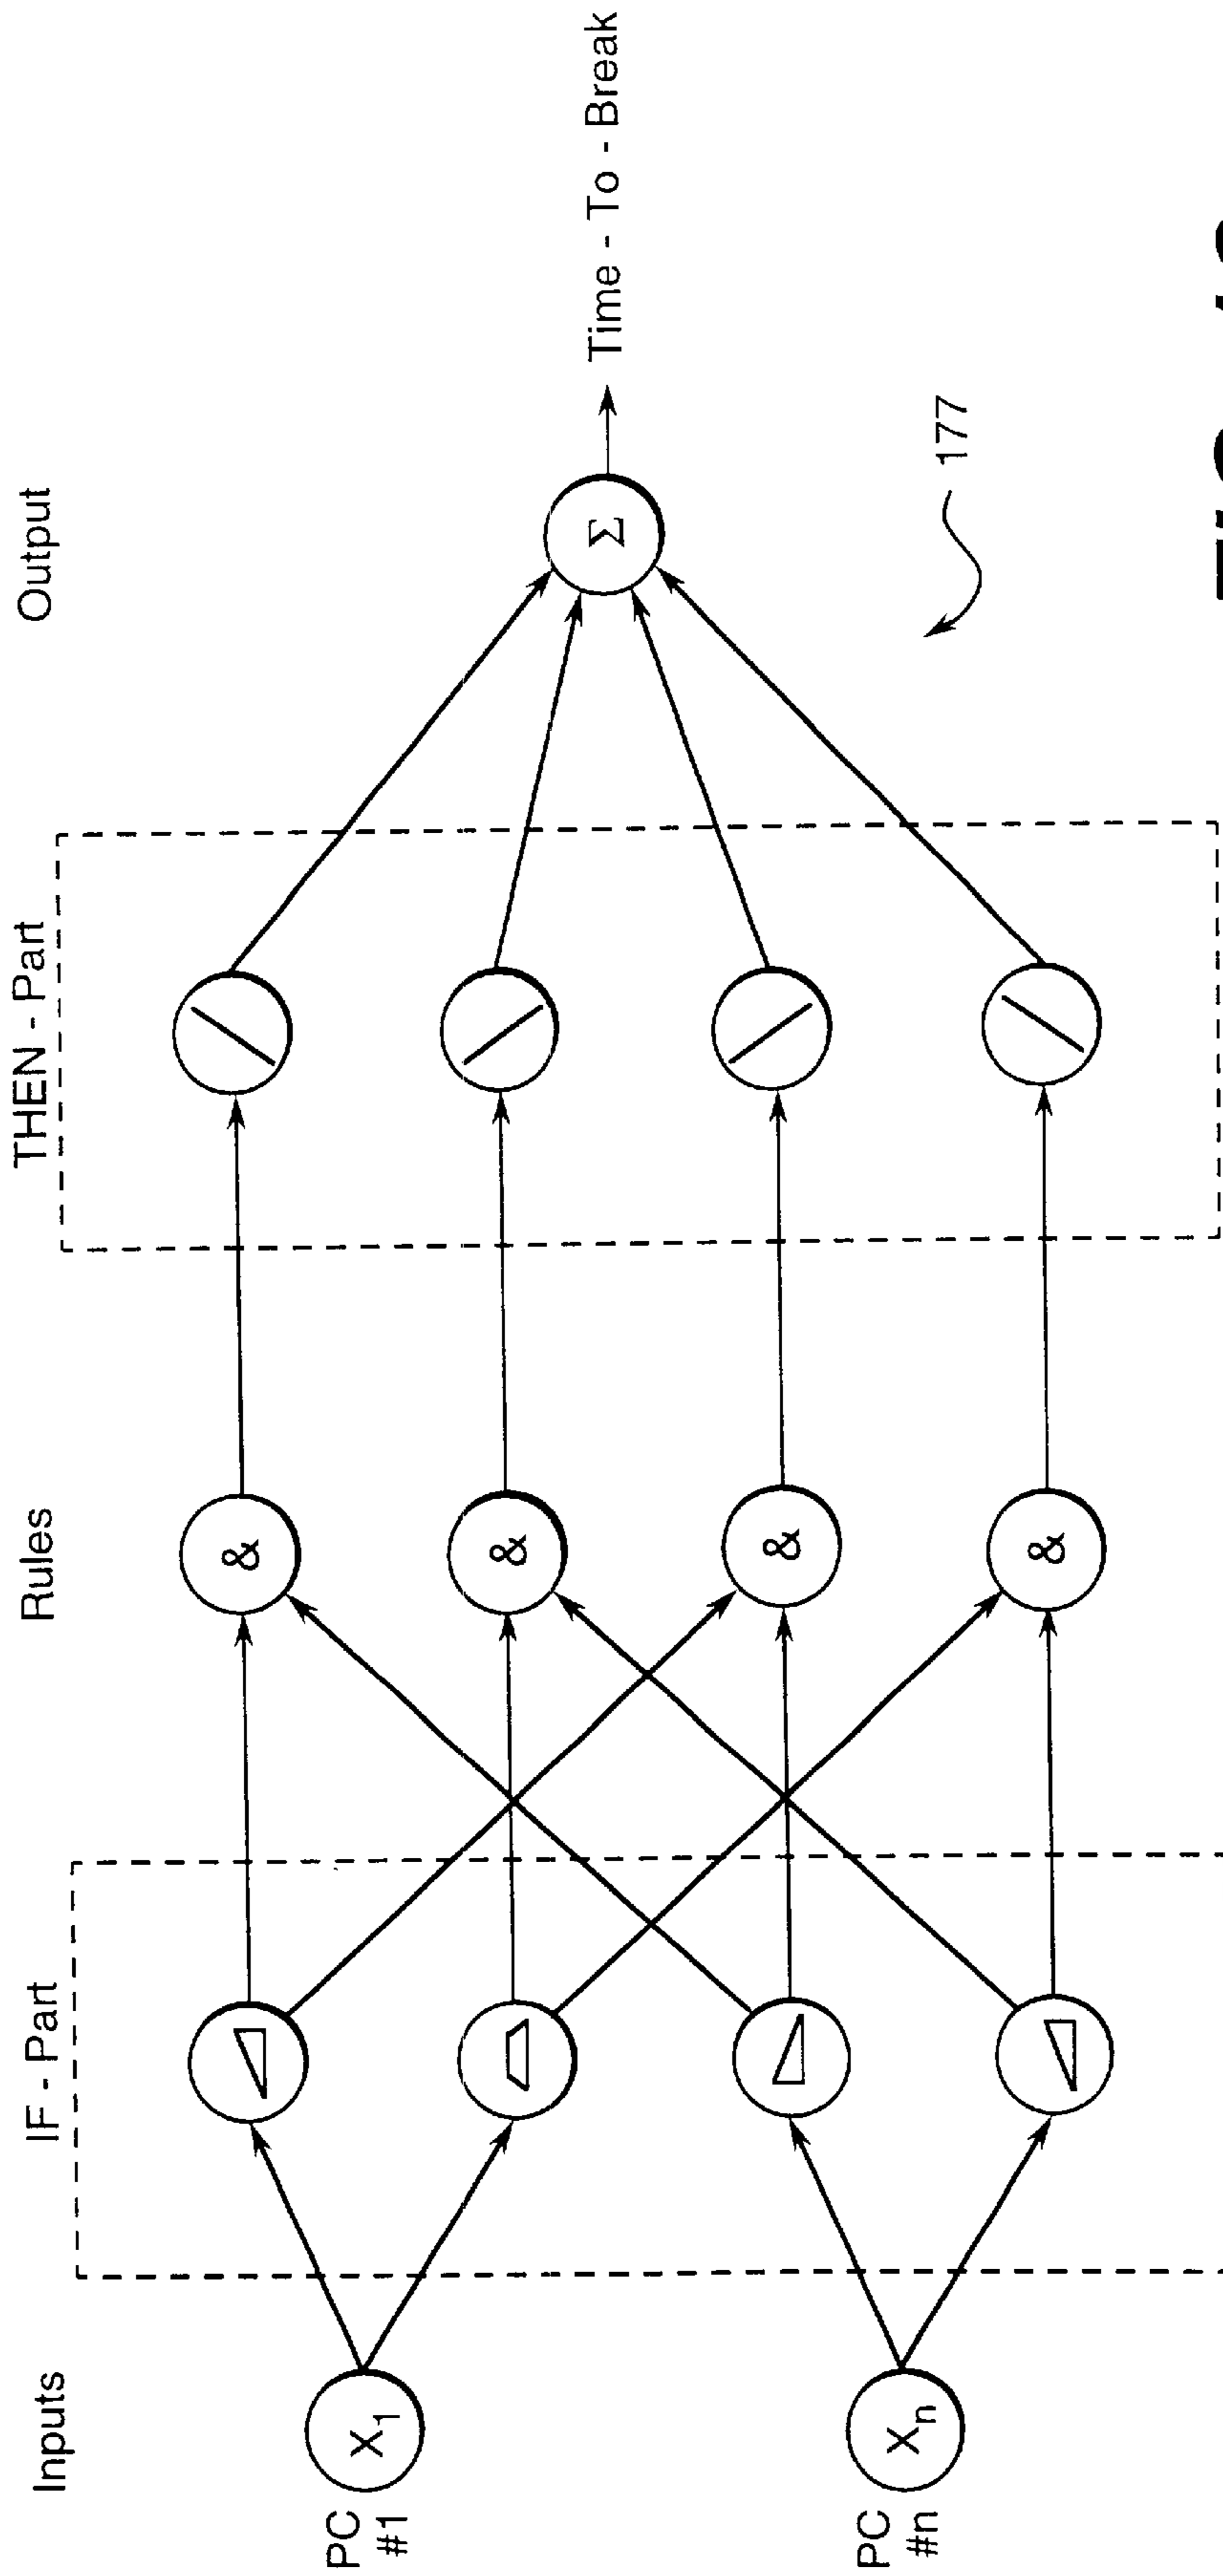 Inputs
IF - Part
Rules
THEN - Part
Output
PC
#1
X1
&
&
&
&
Σ
Time - To - Break
PC
#n
Xn
177